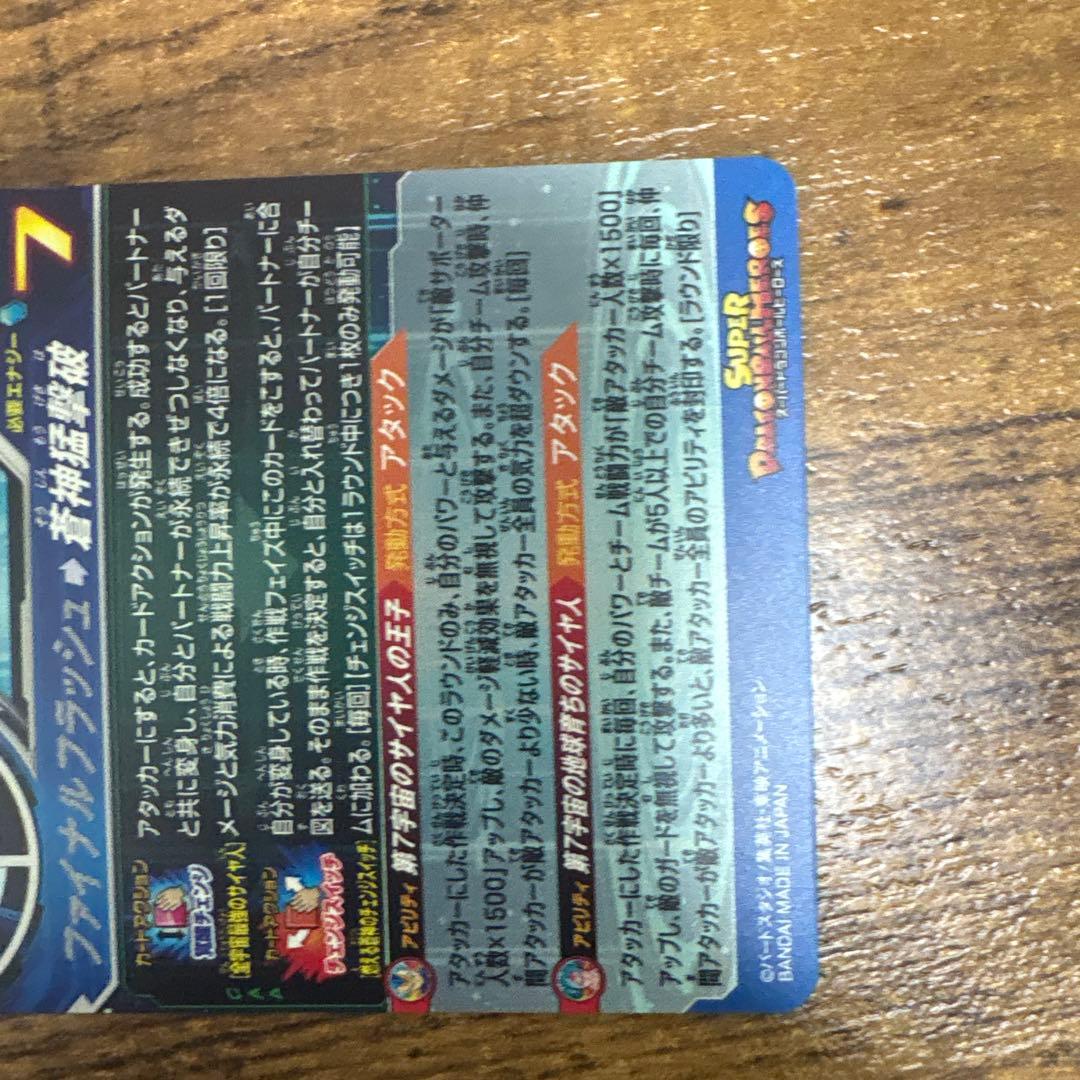 必要エナジー 7
ファイナルフラッシュ➡蒼神猛撃破
カードアクション
覚醒チェンジ
[全宇宙最強のサイヤ人]
アタッカーにすると、カードアクションが発生する。成功するとパートナー
と共に変身し、自分とパートナーが永続できぜつしなくなり、与えるダ
メージと気力消費による戦闘力上昇率が永続で4倍になる。[1回限り]
カードアクション
チェンジスイッチ
[燃える蒼神のチェンジスイッチ]
自分が変身している時、作戦フェイズ中にこのカードをこすると、パートナーに合
図を送る。そのまま作戦を決定すると、自分と入れ替わってパートナーが自分チー
ムに加わる。[毎回][チェンジスイッチは1ラウンド中につき1枚のみ発動可能]
CAA
アビリティ 第7宇宙のサイヤ人の王子 発動方式 アタック
アタッカーにした作戦決定時、このラウンドのみ、自分のパワーと与えるダメージが「敵サポーター
人数×1500」アップし、敵のダメージ軽減効果を無視して攻撃する。また、自分チーム攻撃時、仲
間アタッカーが敵アタッカーより少ない時、敵アタッカー全員の気力を超ダウンする。[毎回]
アビリティ 第7宇宙の地球育ちのサイヤ人 発動方式 アタック
アタッカーにした作戦決定時に毎回、自分のパワーとチーム戦闘力が「敵アタッカー人数×1500」
アップし、敵のガードを無視して攻撃する。また、敵チームが5人以上での自分チーム攻撃時に毎回、仲
間アタッカーが敵アタッカーより多いと、敵アタッカー全員のアビリティを封印する。[ラウンド限り]
©バードスタジオ/集英社・東映アニメーション
BANDAI MADE IN JAPAN
SUPER
DRAGONBALL HEROES
スーパードラゴンボールヒーローズ